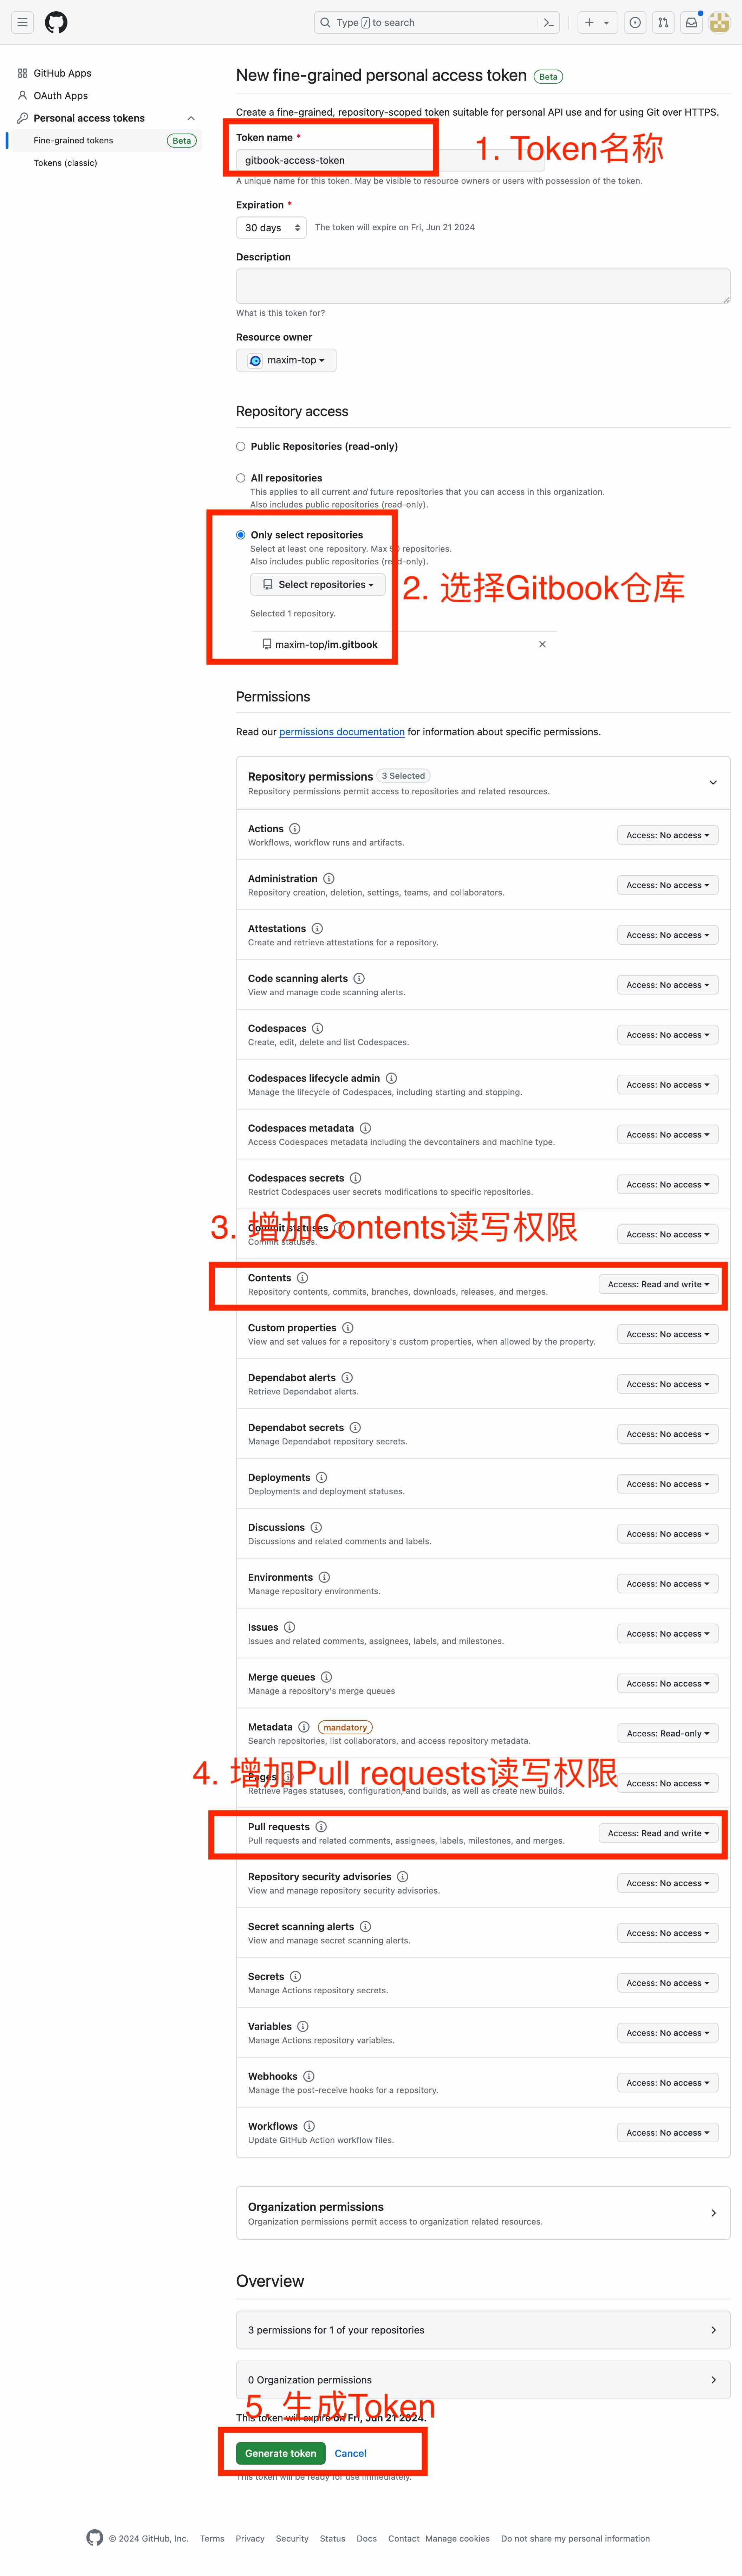 Type / to search
GitHub Apps
OAuth Apps
Personal access tokens
Fine-grained tokens Beta
Tokens (classic)
New fine-grained personal access token Beta
Create a fine-grained, repository-scoped token suitable for personal API use and for using Git over HTTPS.
Token name *
gitbook-access-token
1. Token名称
A unique name for this token. May be visible to resource owners or users with possession of the token.
Expiration *
30 days The token will expire on Fri, Jun 21 2024
Description
What is this token for?
Resource owner
maxim-top
Repository access
Public Repositories (read-only)
All repositories
This applies to all current and future repositories that you can access in this organization.
Also includes public repositories (read-only).
Only select repositories
Select at least one repository. Max 50 repositories.
Also includes public repositories (read-only).
Select repositories
2. 选择Gitbook仓库
Selected 1 repository.
maxim-top/im.gitbook
Permissions
Read our permissions documentation for information about specific permissions.
Repository permissions 3 Selected
Repository permissions permit access to repositories and related resources.
Actions
Workflows, workflow runs and artifacts.
Access: No access
Administration
Repository creation, deletion, settings, teams, and collaborators.
Access: No access
Attestations
Create and retrieve attestations for a repository.
Access: No access
Code scanning alerts
View and manage code scanning alerts.
Access: No access
Codespaces
Create, edit, delete and list Codespaces.
Access: No access
Codespaces lifecycle admin
Manage the lifecycle of Codespaces, including starting and stopping.
Access: No access
Codespaces metadata
Access Codespaces metadata including the devcontainers and machine type.
Access: No access
Codespaces secrets
Restrict Codespaces user secrets modifications to specific repositories.
Access: No access
3. 增加Contents读写权限
Commit statuses
Commit statuses.
Access: No access
Contents
Repository contents, commits, branches, downloads, releases, and merges.
Access: Read and write
Custom properties
View and set values for a repository's custom properties, when allowed by the property.
Access: No access
Dependabot alerts
Retrieve Dependabot alerts.
Access: No access
Dependabot secrets
Manage Dependabot repository secrets.
Access: No access
Deployments
Deployments and deployment statuses.
Access: No access
Discussions
Discussions and related comments and labels.
Access: No access
Environments
Manage repository environments.
Access: No access
Issues
Issues and related comments, assignees, labels, and milestones.
Access: No access
Merge queues
Manage a repository's merge queues
Access: No access
Metadata mandatory
Search repositories, list collaborators, and access repository metadata.
Access: Read-only
4. 增加Pull requests读写权限
Pages
Retrieve Pages statuses, configuration, and builds, as well as create new builds.
Access: No access
Pull requests
Pull requests and related comments, assignees, labels, milestones, and merges.
Access: Read and write
Repository security advisories
View and manage repository security advisories.
Access: No access
Secret scanning alerts
View and manage secret scanning alerts.
Access: No access
Secrets
Manage Actions repository secrets.
Access: No access
Variables
Manage Actions repository variables.
Access: No access
Webhooks
Manage the post-receive hooks for a repository.
Access: No access
Workflows
Update GitHub Action workflow files.
Access: No access
Organization permissions
Organization permissions permit access to organization related resources.
Overview
3 permissions for 1 of your repositories
0 Organization permissions
5. 生成Token
This token will expire on Fri, Jun 21 2024.
Generate token Cancel
This token will be ready for use immediately.
© 2024 GitHub, Inc. Terms Privacy Security Status Docs Contact Manage cookies Do not share my personal information